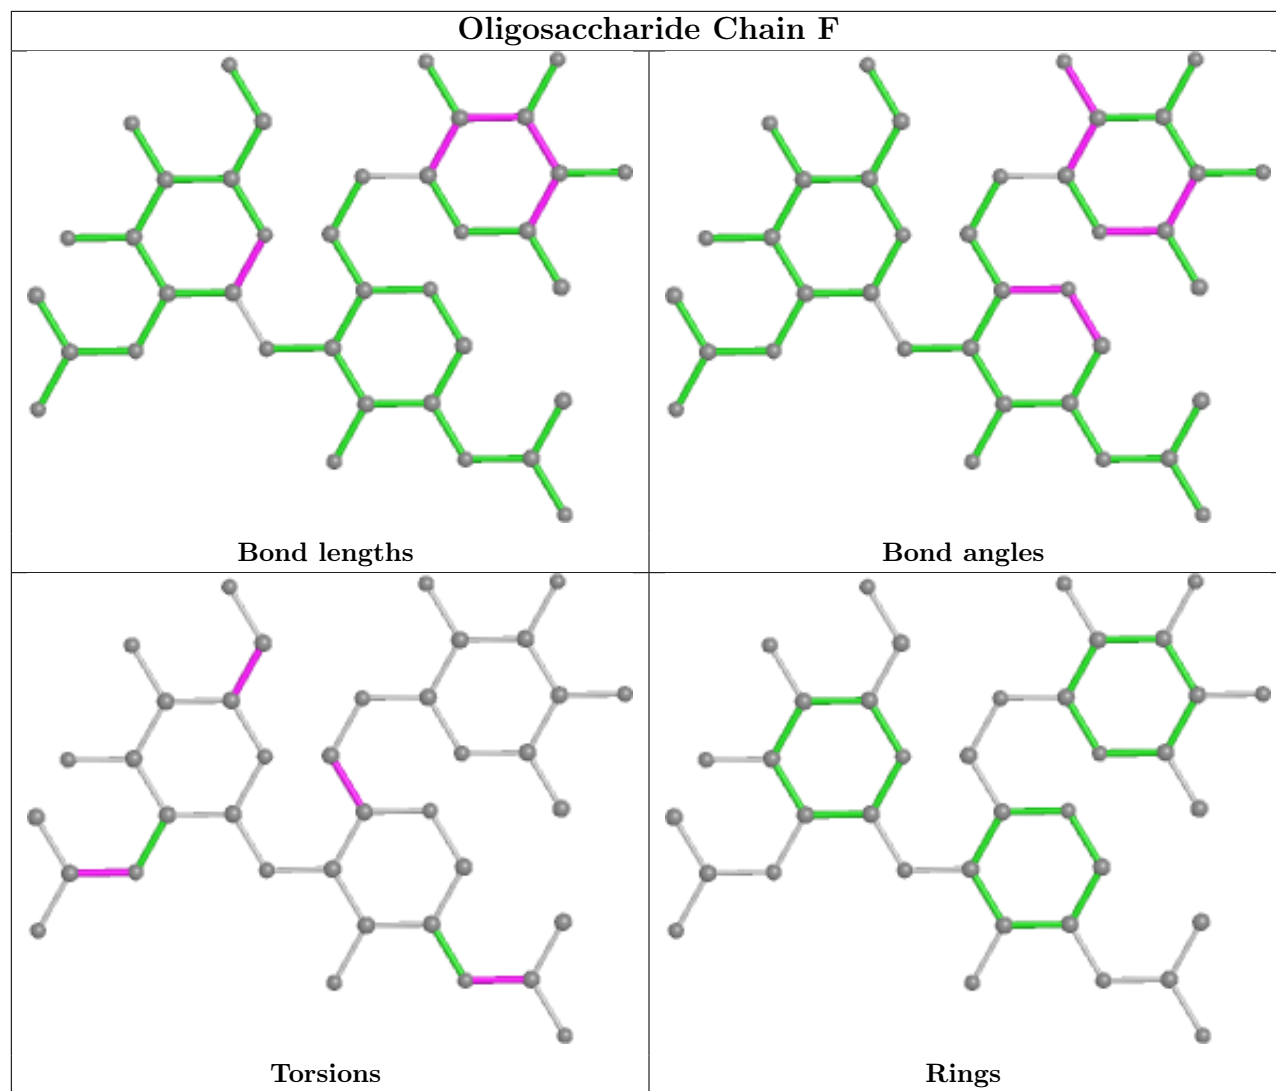 Oligosaccharide Chain F
Bond lengths
Bond angles
Torsions
Rings